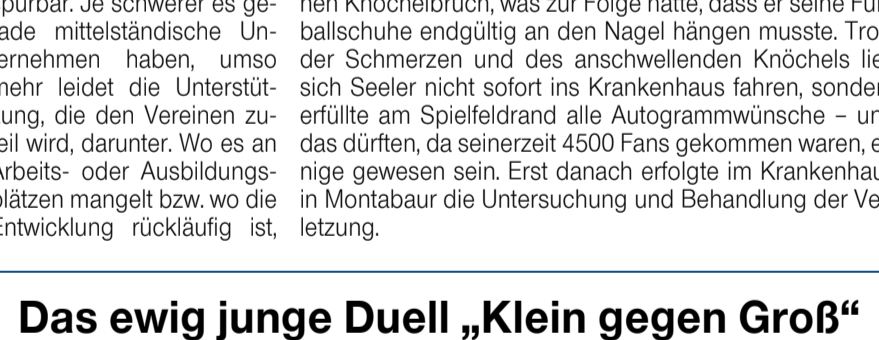 spürbar. Je schwerer es ge-
ade mittelständische Un-
ernehmen haben, umso
mehr leidet die Unterstüt-
ung, die den Vereinen zu-
eil wird, darunter. Wo es an
Arbeits- oder Ausbildungs-
plätzen mangelt bzw. wo die
Entwicklung rückläufig ist,
nen Knöchelbruch, was zur Folge hatte, dass er seine Fuß
ballschuhe endgültig an den Nagel hängen musste. Tro
der Schmerzen und des anschwellenden Knöchels lie
sich Seeler nicht sofort ins Krankenhaus fahren, sonder
erfüllte am Spielfeldrand alle Autogrammwünsche – un
das dürften, da seinerzeit 4500 Fans gekommen waren, e
nige gewesen sein. Erst danach erfolgte im Krankenhau
in Montabaur die Untersuchung und Behandlung der Ve
letzung.
Das ewig junge Duell „Klein gegen Groß“